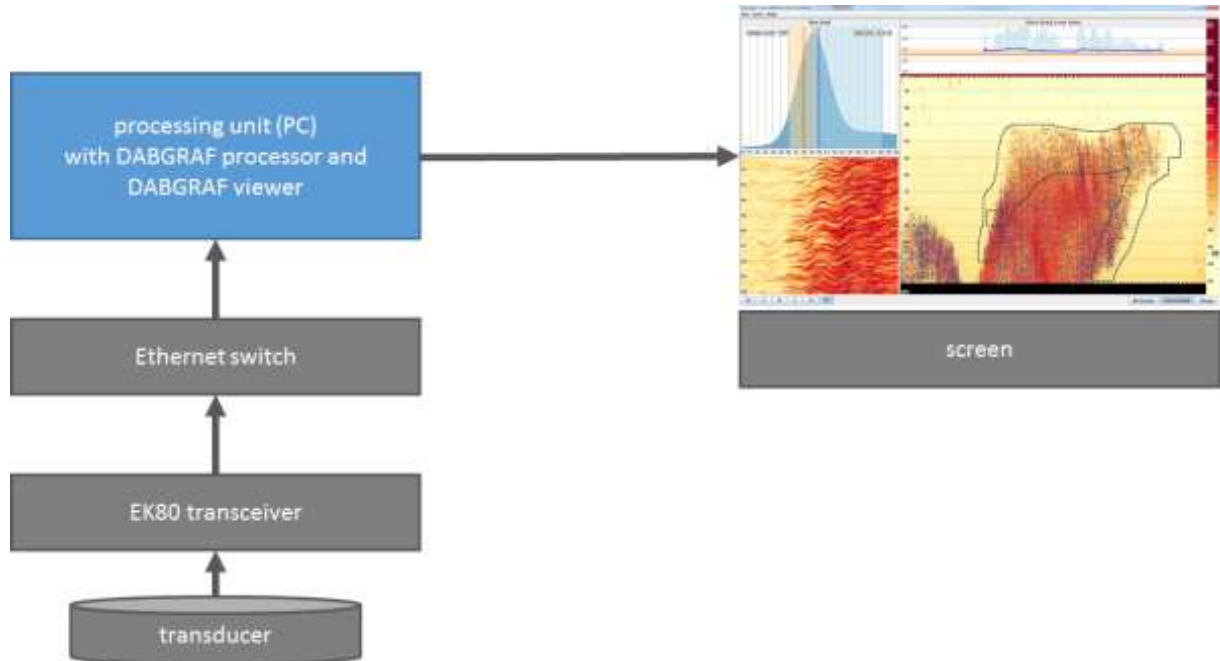 processing unit (PC)
with DABGRAF processor and
DABGRAF viewer
Ethernet switch
EK80 transceiver
transducer
screen